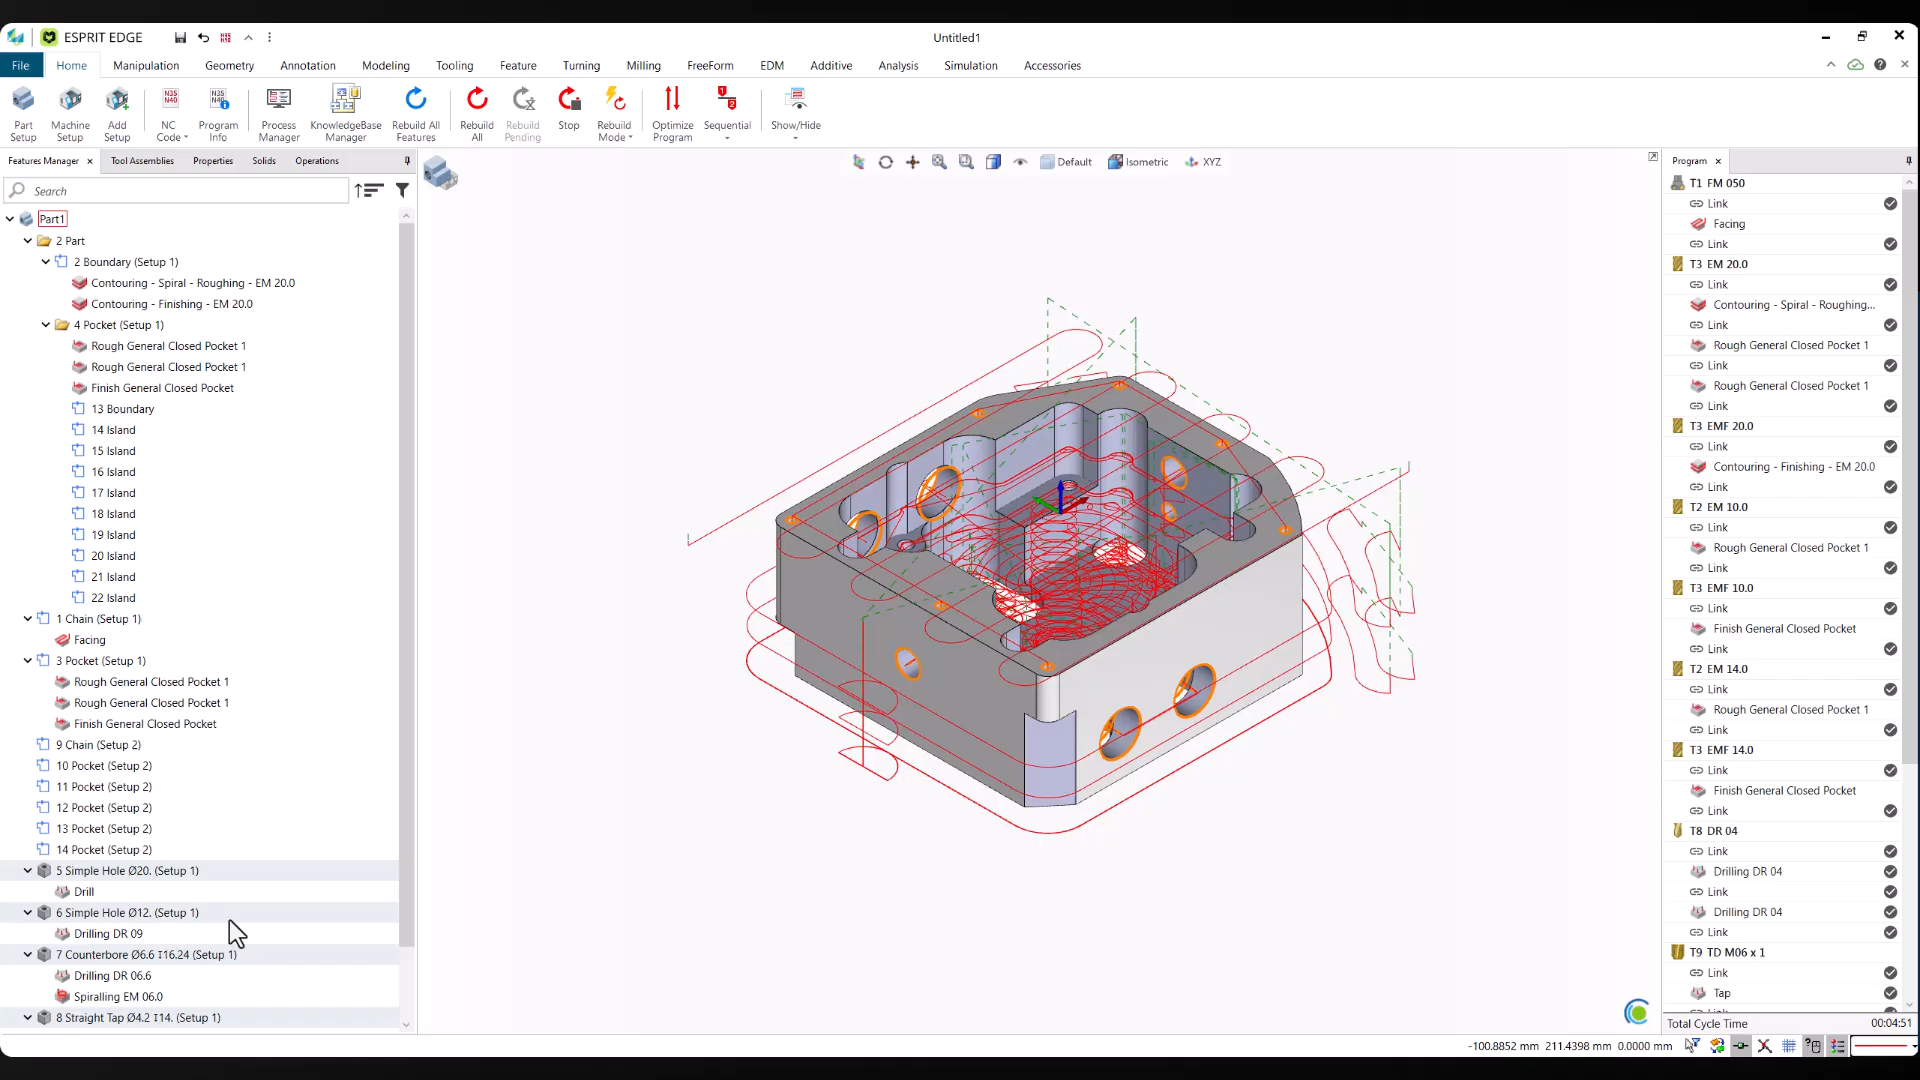 ESPRIT EDGE
Untitled1
File
Home
Manipulation
Geometry
Annotation
Modeling
Tooling
Feature
Turning
Milling
FreeForm
EDM
Additive
Analysis
Simulation
Accessories
Part Setup
Machine Setup
Add Setup
NC Code
Program Info
Process Manager
KnowledgeBase Manager
Rebuild All Features
Rebuild All
Rebuild Pending
Stop
Rebuild Mode
Optimize Program
Sequential
Show/Hide
Features Manager
Tool Assemblies
Properties
Solids
Operations
Search
Part1
2 Part
2 Boundary (Setup 1)
Contouring - Spiral - Roughing - EM 20.0
Contouring - Finishing - EM 20.0
4 Pocket (Setup 1)
Rough General Closed Pocket 1
Rough General Closed Pocket 1
Finish General Closed Pocket
13 Boundary
14 Island
15 Island
16 Island
17 Island
18 Island
19 Island
20 Island
21 Island
22 Island
1 Chain (Setup 1)
Facing
3 Pocket (Setup 1)
Rough General Closed Pocket 1
Rough General Closed Pocket 1
Finish General Closed Pocket
9 Chain (Setup 2)
10 Pocket (Setup 2)
11 Pocket (Setup 2)
12 Pocket (Setup 2)
13 Pocket (Setup 2)
14 Pocket (Setup 2)
5 Simple Hole Ø20. (Setup 1)
Drill
6 Simple Hole Ø12. (Setup 1)
Drilling DR 09
7 Counterbore Ø6.6 ↧16.24 (Setup 1)
Drilling DR 06.6
Spiralling EM 06.0
8 Straight Tap Ø4.2 ↧14. (Setup 1)
Default
Isometric
XYZ
Program
T1 FM 050
Link
Facing
Link
T3 EM 20.0
Link
Contouring - Spiral - Roughing...
Link
Rough General Closed Pocket 1
Link
Rough General Closed Pocket 1
Link
T3 EMF 20.0
Link
Contouring - Finishing - EM 20.0
Link
T2 EM 10.0
Link
Rough General Closed Pocket 1
Link
T3 EMF 10.0
Link
Finish General Closed Pocket
Link
T2 EM 14.0
Link
Rough General Closed Pocket 1
Link
T3 EMF 14.0
Link
Finish General Closed Pocket
Link
T8 DR 04
Link
Drilling DR 04
Link
Drilling DR 04
Link
T9 TD M06 x 1
Link
Tap
Total Cycle Time 00:04:51
-100.8852 mm 211.4398 mm 0.0000 mm